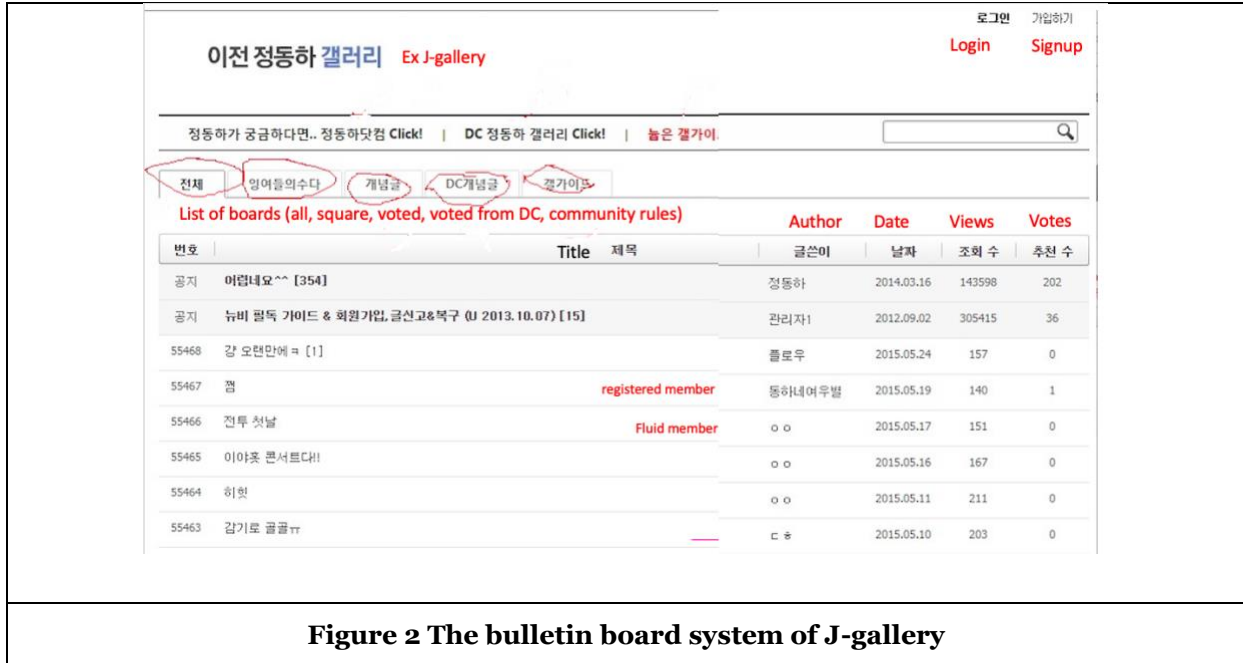 로그인 가입하기
Login Signup
이전 정동하 갤러리 Ex J-gallery
정동하가 궁금하다면.. 정동하닷컴 Click! | DC 정동하 갤러리 Click! | 늅은 갤가이
전체 잉여들의수다 개념글 DC개념글 갤가이드
List of boards (all, square, voted, voted from DC, community rules) Author Date Views Votes
번호 Title 제목 글쓴이 날짜 조회 수 추천 수
공지 어렵네요^^ [354] 정동하 2014.03.16 143598 202
공지 뉴비 필독 가이드 & 회원가입,글신고&복구 (U 2013.10.07) [15] 관리자1 2012.09.02 305415 36
55468 걍 오랜만에ㅋ [1] 플로우 2015.05.24 157 0
55467 쨈 registered member 동하네여우별 2015.05.19 140 1
55466 전투 첫날 Fluid member ㅇㅇ 2015.05.17 151 0
55465 이야홋 콘서트다!! ㅇㅇ 2015.05.16 167 0
55464 히힛 ㅇㅇ 2015.05.11 211 0
55463 감기로 골골ㅠ ㄷㅎ 2015.05.10 203 0
Figure 2 The bulletin board system of J-gallery